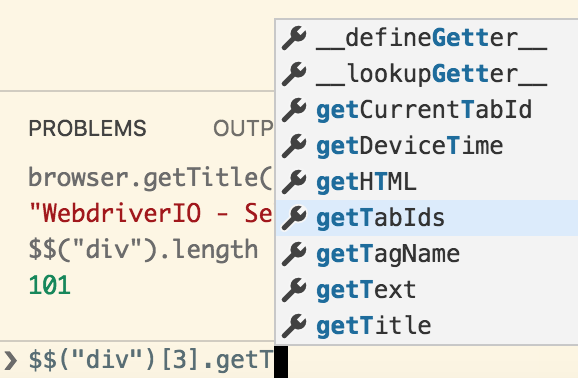 __defineGetter__
__lookupGetter__
getCurrentTabId
getDeviceTime
getHTML
getTabIds
getTagName
getText
getTitle
PROBLEMS OUTP
browser.getTitle(
"WebdriverIO - Se
$$("div").length
101
❯ $$("div")[3].getT